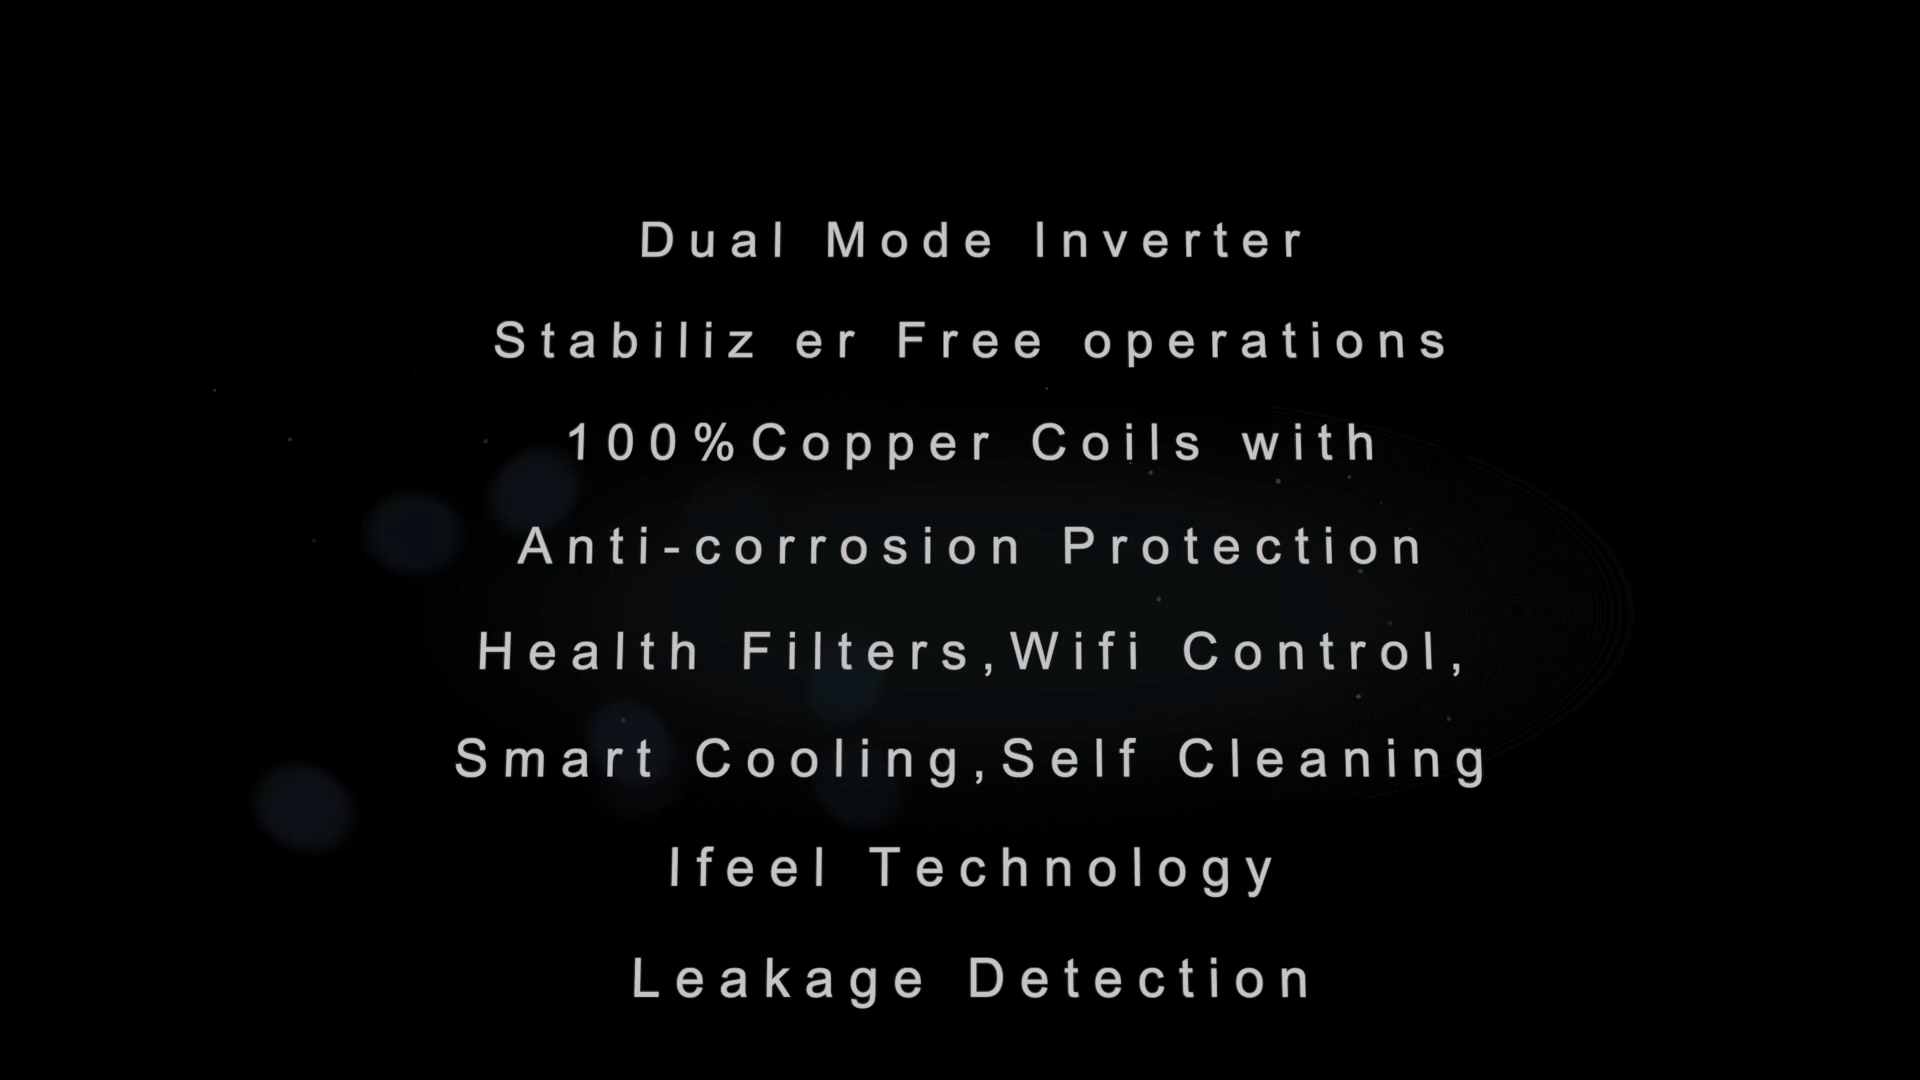 Dual Mode Inverter
Stabiliz er Free operations
100%Copper Coils with
Anti-corrosion Protection
Health Filters,Wifi Control,
Smart Cooling,Self Cleaning
Ifeel Technology
Leakage Detection